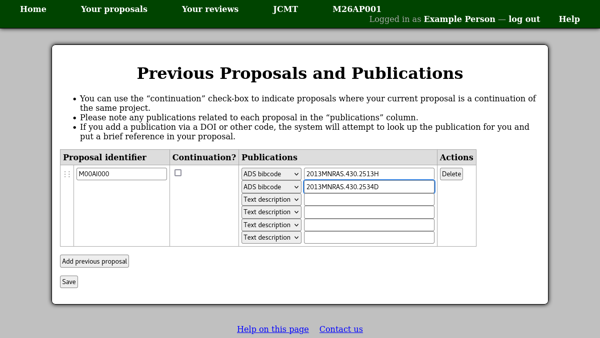 Home Your proposals Your reviews JCMT M26AP001
Logged in as Example Person — log out Help
Previous Proposals and Publications
• You can use the “continuation” check-box to indicate proposals where your current proposal is a continuation of
the same project.
• Please note any publications related to each proposal in the “publications” column.
• If you add a publication via a DOI or other code, the system will attempt to look up the publication for you and
put a brief reference in your proposal.
Proposal identifier Continuation? Publications Actions
M00AI000 ADS bibcode 2013MNRAS.430.2513H Delete
ADS bibcode 2013MNRAS.430.2534D
Text description
Text description
Text description
Text description
Add previous proposal
Save
Help on this page Contact us